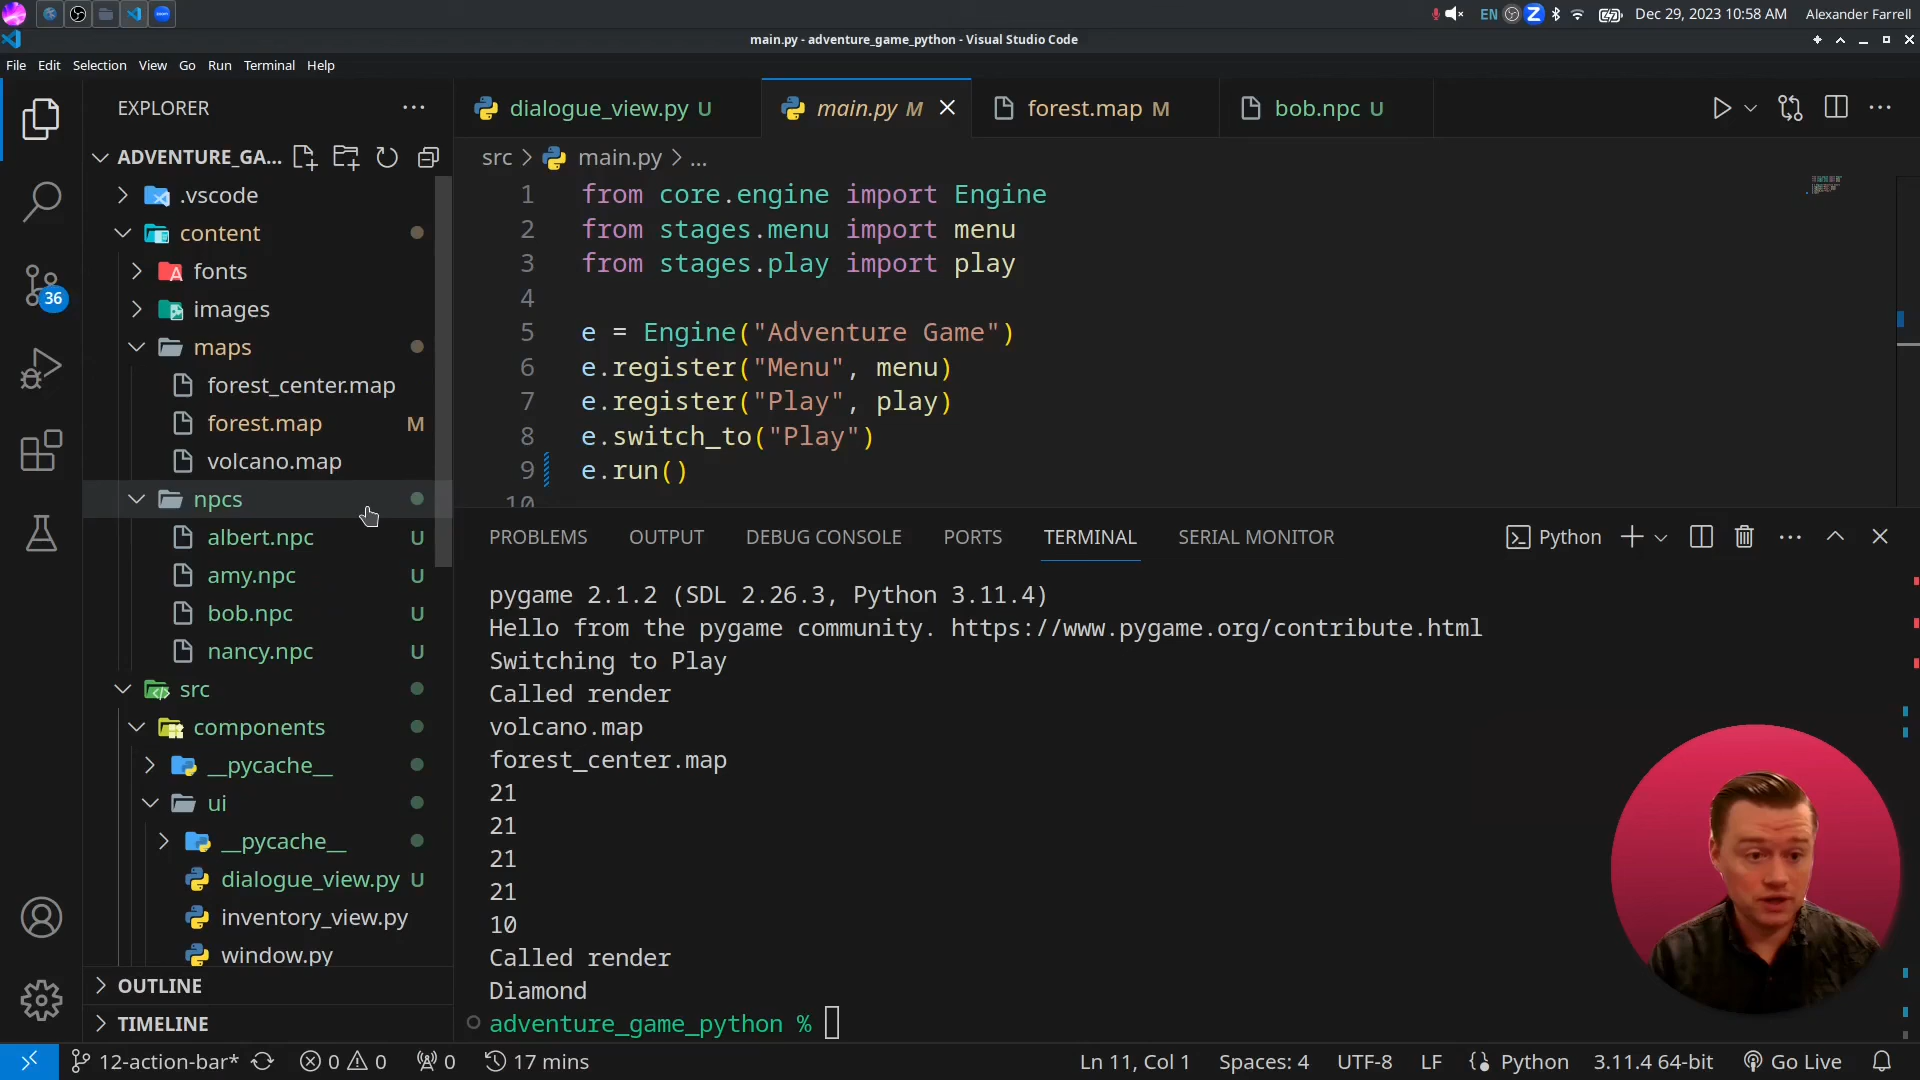 EN
Z
Dec 29, 2023 10:58 AM
Alexander Farrell
main.py - adventure_game_python - Visual Studio Code
File Edit Selection View Go Run Terminal Help
EXPLORER
ADVENTURE_GA...
.vscode
content
fonts
images
maps
forest_center.map
forest.map M
volcano.map
npcs
albert.npc U
amy.npc U
bob.npc U
nancy.npc U
src
components
__pycache__
ui
__pycache__
dialogue_view.py U
inventory_view.py
window.py
OUTLINE
TIMELINE
36
dialogue_view.py U
main.py M
forest.map M
bob.npc U
src > main.py > ...
1 from core.engine import Engine
2 from stages.menu import menu
3 from stages.play import play
4
5 e = Engine("Adventure Game")
6 e.register("Menu", menu)
7 e.register("Play", play)
8 e.switch_to("Play")
9 e.run()
10
PROBLEMS OUTPUT DEBUG CONSOLE PORTS TERMINAL SERIAL MONITOR
Python
pygame 2.1.2 (SDL 2.26.3, Python 3.11.4)
Hello from the pygame community. https://www.pygame.org/contribute.html
Switching to Play
Called render
volcano.map
forest_center.map
21
21
21
21
10
Called render
Diamond
adventure_game_python %
12-action-bar* 0 0 0 17 mins
Ln 11, Col 1 Spaces: 4 UTF-8 LF Python 3.11.4 64-bit Go Live